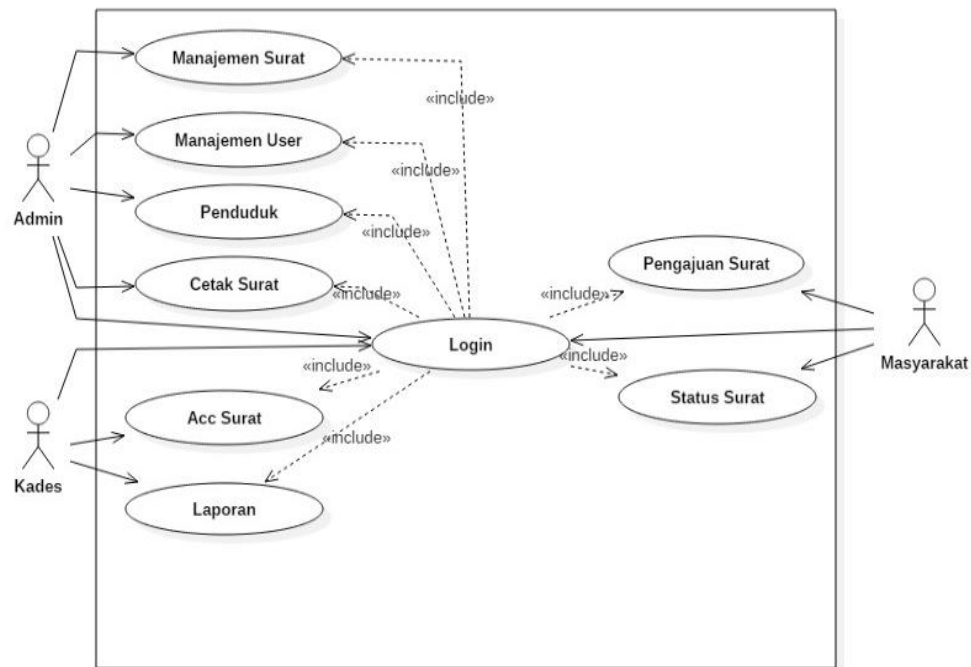 Manajemen Surat
«include»
Manajemen User
«include»
Admin
Penduduk
«include»
Cetak Surat
«include»
Pengajuan Surat
«include»
Login
Masyarakat
«include»
«include»
Status Surat
Acc Surat
«include»
Kades
Laporan